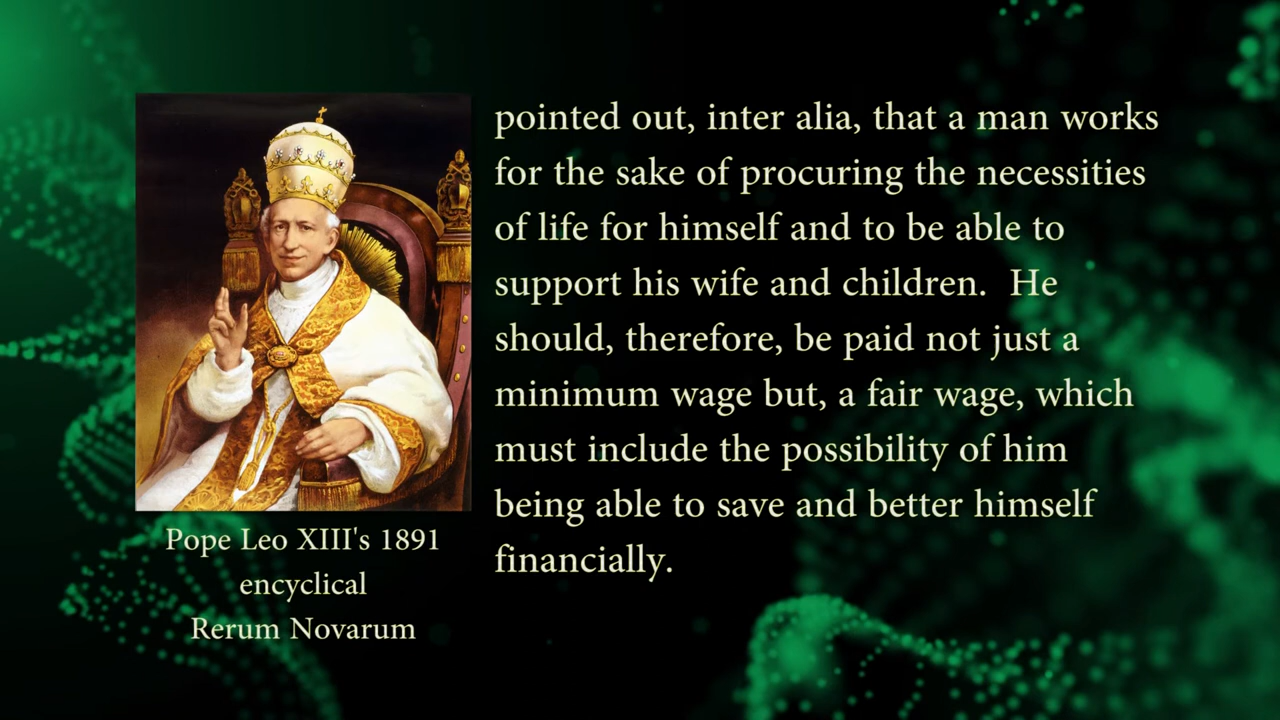 pointed out, inter alia, that a man works
for the sake of procuring the necessities
of life for himself and to be able to
support his wife and children.  He
should, therefore, be paid not just a
minimum wage but, a fair wage, which
must include the possibility of him
being able to save and better himself
financially.
Pope Leo XIII's 1891
encyclical
Rerum Novarum